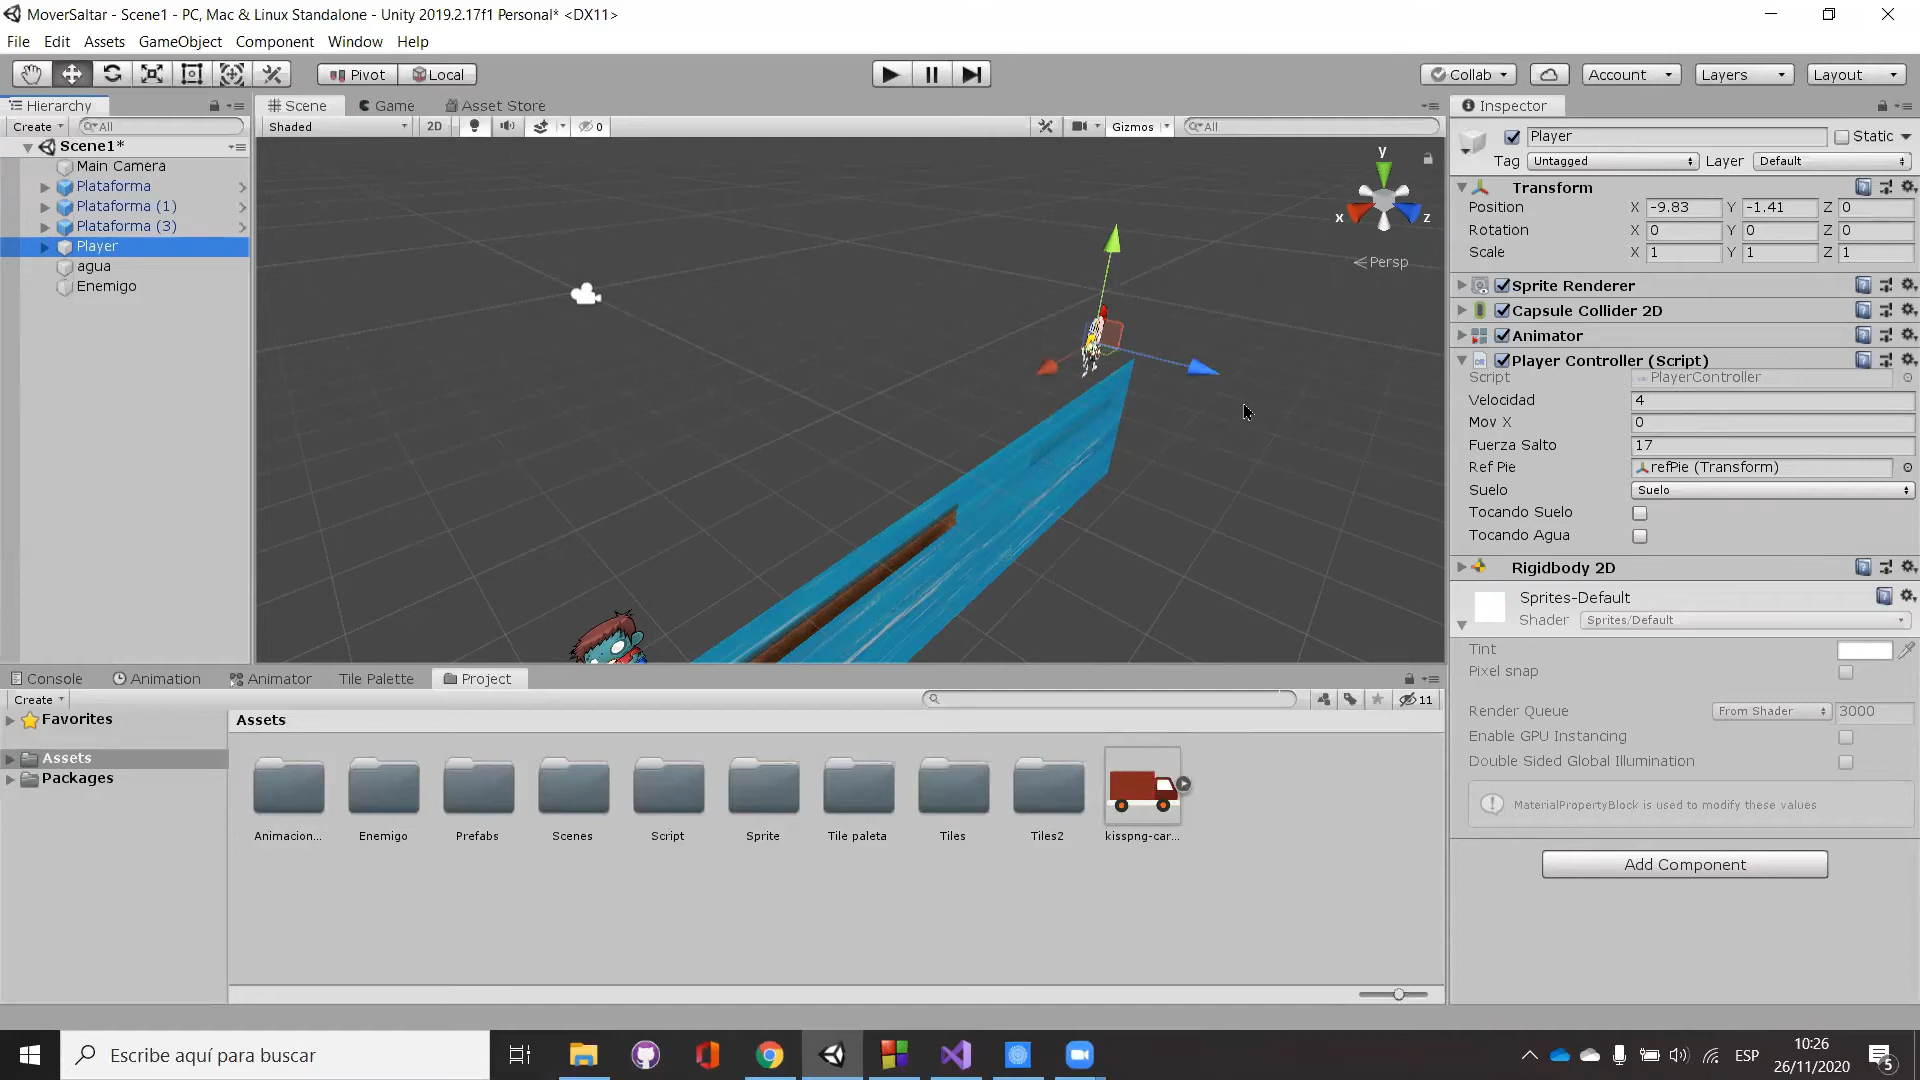 MoverSaltar - Scene1 - PC, Mac & Linux Standalone - Unity 2019.2.17f1 Personal* <DX11>
File Edit Assets GameObject Component Window Help
Pivot Local Collab Account Layers Layout
Hierarchy Scene Game Asset Store Inspector
Create All Shaded 2D 0 Gizmos All
Scene1*
Main Camera
Plataforma
Plataforma (1)
Plataforma (3)
Player
agua
Enemigo
y
x
z
Persp
Player Static
Tag Untagged Layer Default
Transform
Position X -9.83 Y -1.41 Z 0
Rotation X 0 Y 0 Z 0
Scale X 1 Y 1 Z 1
Sprite Renderer
Capsule Collider 2D
Animator
Player Controller (Script)
Script PlayerController
Velocidad 4
Mov X 0
Fuerza Salto 17
Ref Pie refPie (Transform)
Suelo Suelo
Tocando Suelo
Tocando Agua
Rigidbody 2D
Sprites-Default
Shader Sprites/Default
Tint
Pixel snap
Render Queue From Shader 3000
Enable GPU Instancing
Double Sided Global Illumination
MaterialPropertyBlock is used to modify these values
Add Component
Console Animation Animator Tile Palette Project
Create 11
Favorites
Assets
Packages
Assets
Animacion... Enemigo Prefabs Scenes Script Sprite Tile paleta Tiles Tiles2 kisspng-car...
Escribe aquí para buscar
ESP
10:26
26/11/2020
5